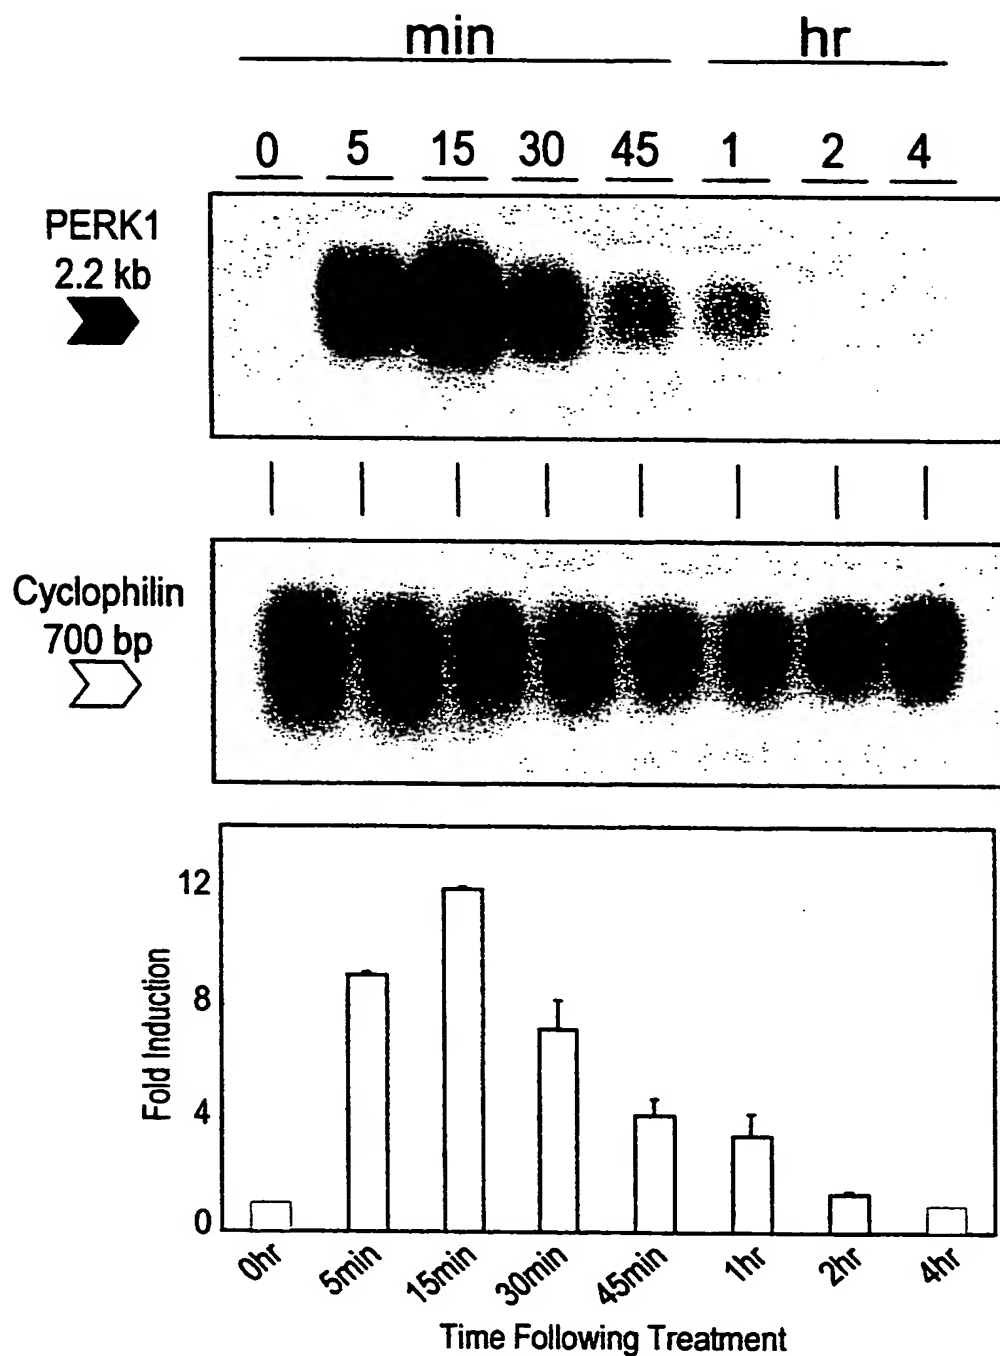 min hr
0 5 15 30 45 1 2 4
PERK1
2.2 kb
Cyclophilin
700 bp
12
8
4
0
Fold Induction
0hr 5min 15min 30min 45min 1hr 2hr 4hr
Time Following Treatment